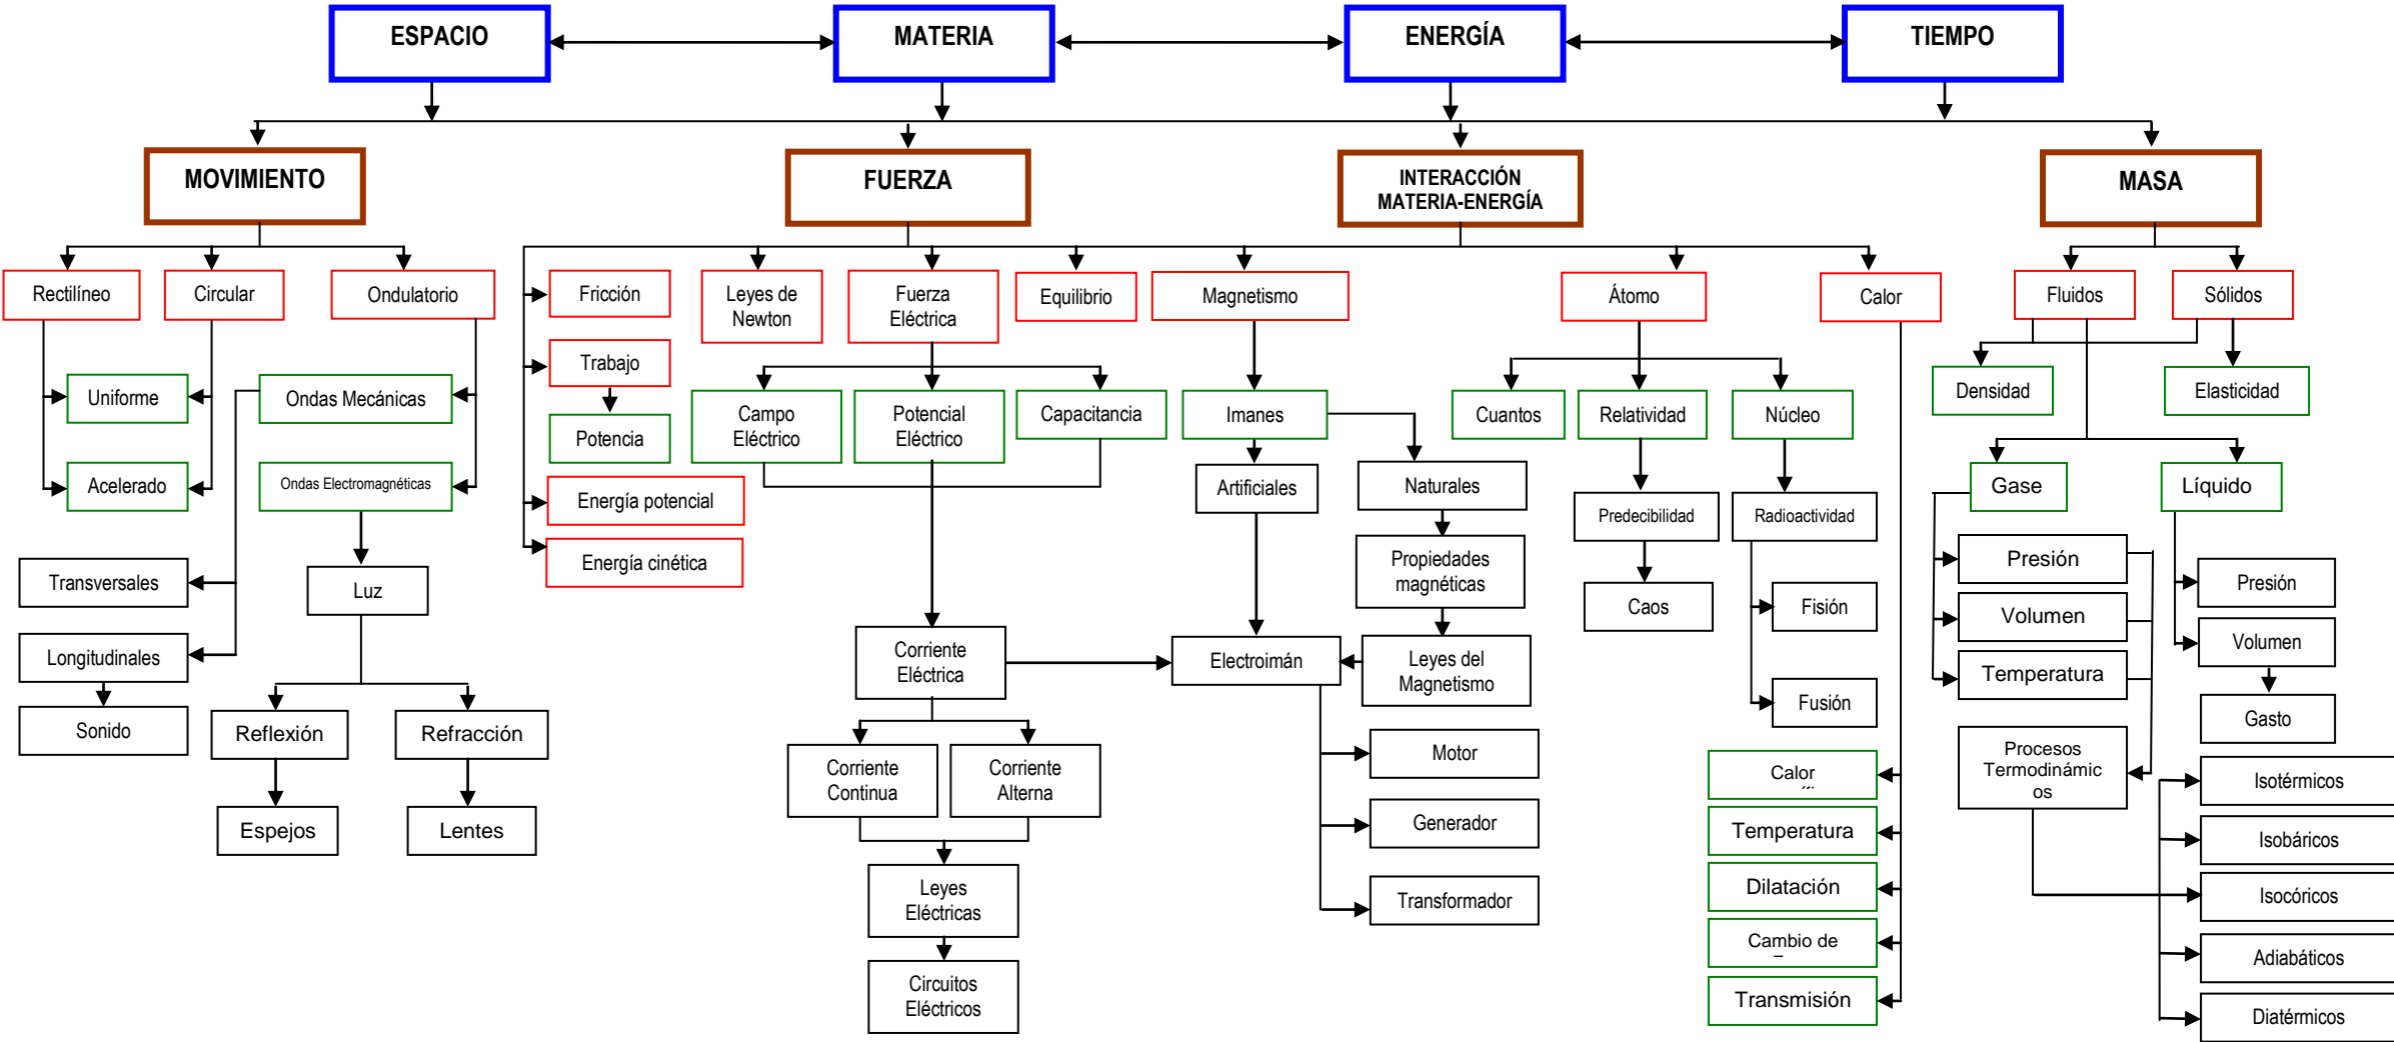 ESPACIO
MATERIA
ENERGÍA
TIEMPO
MOVIMIENTO
FUERZA
INTERACCIÓN
MATERIA-ENERGÍA
MASA
Rectilíneo
Circular
Ondulatorio
Fricción
Leyes de
Newton
Fuerza
Eléctrica
Equilibrio
Magnetismo
Átomo
Calor
Fluidos
Sólidos
Trabajo
Uniforme
Ondas Mecánicas
Potencia
Campo
Eléctrico
Potencial
Eléctrico
Capacitancia
Imanes
Cuantos
Relatividad
Núcleo
Densidad
Elasticidad
Acelerado
Ondas Electromagnéticas
Energía potencial
Artificiales
Naturales
Predecibilidad
Radioactividad
Gase
Líquido
Energía cinética
Transversales
Luz
Propiedades
magnéticas
Caos
Fisión
Presión
Presión
Volumen
Volumen
Longitudinales
Corriente
Eléctrica
Electroimán
Leyes del
Magnetismo
Fusión
Temperatura
Gasto
Sonido
Reflexión
Refracción
Corriente
Continua
Corriente
Alterna
Motor
Calor
Procesos
Termodinámic
os
Isotérmicos
Espejos
Lentes
Generador
Temperatura
Isobáricos
Leyes
Eléctricas
Transformador
Dilatación
Isocóricos
Cambio de
Adiabáticos
Circuitos
Eléctricos
Transmisión
Diatérmicos